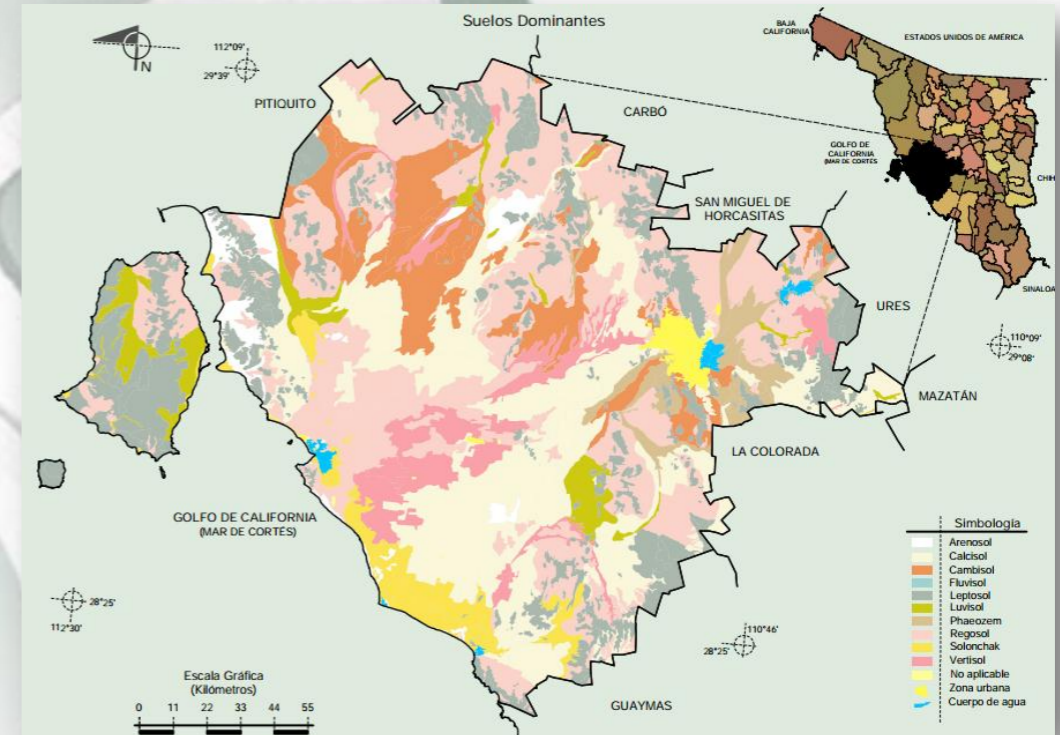 Suelos Dominantes
BAJA
CALIFORNIA
ESTADOS UNIDOS DE AMÉRICA
N
112°09'
29°39'
PITIQUITO
CARBÓ
GOLFO DE
CALIFORNIA
(MAR DE CORTÉS
CHIH
SAN MIGUEL DE
HORCASITAS
SINALOA
URES
110°09'
29°08'
MAZATÁN
LA COLORADA
GOLFO DE CALIFORNIA
(MAR DE CORTÉS)
28°25'
112°30'
110°46'
28°25'
GUAYMAS
Escala Gráfica
(Kilómetros)
0 11 22 33 44 55
Simbología
Arenosol
Calcisol
Cambisol
Fluvisol
Leptosol
Luvisol
Phaeozem
Regosol
Solonchak
Vertisol
No aplicable
Zona urbana
Cuerpo de agua